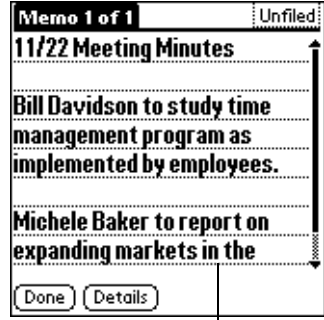 Memo 1 of 1
Unfiled
11/22 Meeting Minutes
Bill Davidson to study time
management program as
implemented by employees.
Michele Baker to report on
expanding markets in the
Done
Details